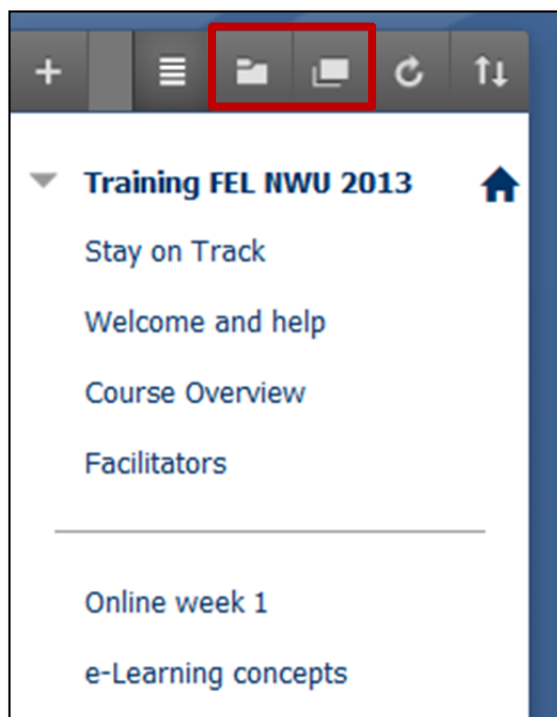 Training FEL NWU 2013
Stay on Track
Welcome and help
Course Overview
Facilitators
Online week 1
e-Learning concepts